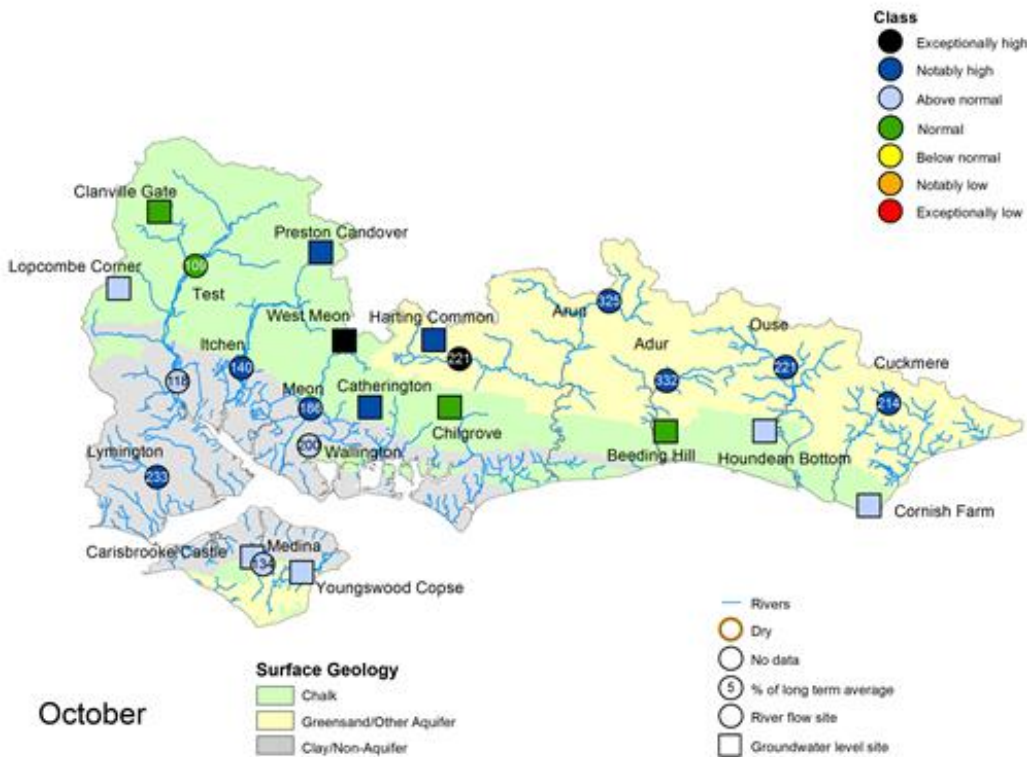 Class
Exceptionally high
Notably high
Above normal
Normal
Below normal
Notably low
Exceptionally low
Clanville Gate
Preston Candover
Lopcombe Corner
109
Test
West Meon
Harting Common
Arun
325
Ouse
Adur
Itchen
221
Cuckmere
118
140
Meon
Catherington
332
221
186
214
Chilgrove
200
Wallington
Beeding Hill
Houndean Bottom
Lymington
233
Cornish Farm
Carisbrooke Castle
Medina
134
Youngswood Copse
Rivers
Dry
No data
5
% of long term average
River flow site
Groundwater level site
Surface Geology
Chalk
Greensand/Other Aquifer
Clay/Non-Aquifer
October